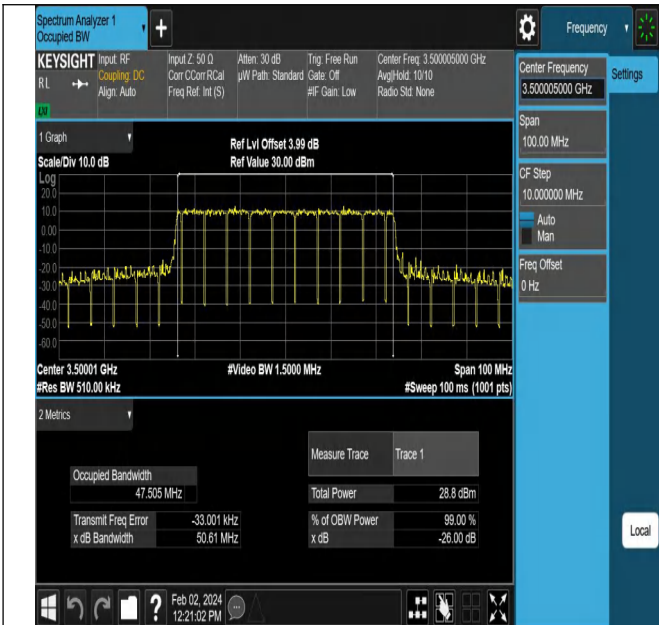 Spectrum Analyzer 1
Occupied BW
Frequency
KEYSIGHT
RL
LXI
Input: RF
Coupling: DC
Align: Auto
Input Z: 50 Ω
Corr CCorr RCal
Freq Ref: Int (S)
Atten: 30 dB
µW Path: Standard
Trig: Free Run
Gate: Off
#IF Gain: Low
Center Freq: 3.500005000 GHz
Avg|Hold: 10/10
Radio Std: None
Center Frequency
3.500005000 GHz
Settings
Span
100.00 MHz
CF Step
10.000000 MHz
Auto
Man
Freq Offset
0 Hz
Local
1 Graph
Scale/Div 10.0 dB
Ref Lvl Offset 3.99 dB
Ref Value 30.00 dBm
Log
20.0
10.0
0.00
-10.0
-20.0
-30.0
-40.0
-50.0
-60.0
Center 3.50001 GHz
#Video BW 1.5000 MHz
Span 100 MHz
#Res BW 510.00 kHz
#Sweep 100 ms (1001 pts)
2 Metrics
Measure Trace Trace 1
Occupied Bandwidth
47.505 MHz
Total Power 28.8 dBm
Transmit Freq Error -33.001 kHz
% of OBW Power 99.00 %
x dB Bandwidth 50.61 MHz
x dB -26.00 dB
?
Feb 02, 2024
12:21:02 PM